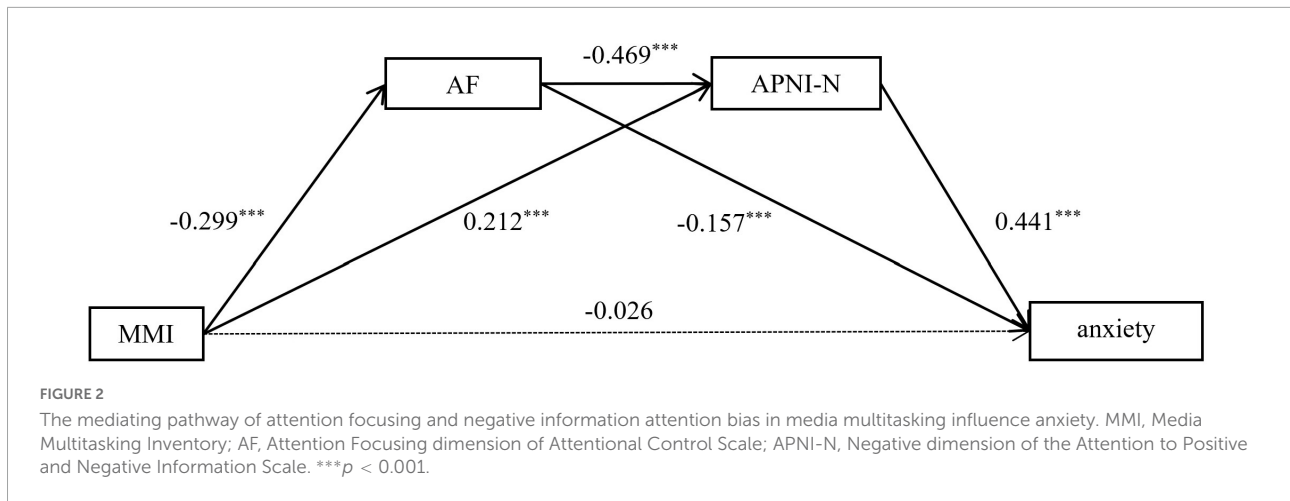 -0.469***
AF
APNI-N
-0.299***
0.212***
-0.157***
0.441***
-0.026
MMI
anxiety
FIGURE 2
The mediating pathway of attention focusing and negative information attention bias in media multitasking influence anxiety. MMI, Media
Multitasking Inventory; AF, Attention Focusing dimension of Attentional Control Scale; APNI-N, Negative dimension of the Attention to Positive
and Negative Information Scale. ***p < 0.001.